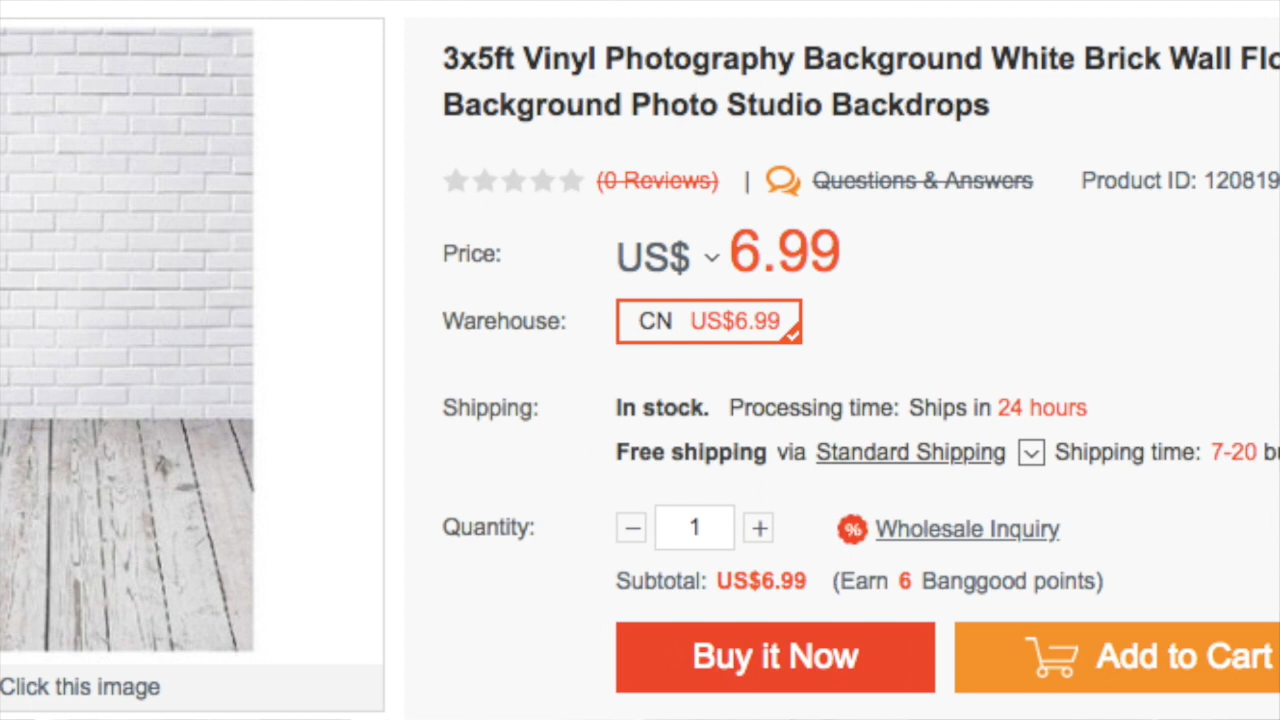 3x5ft Vinyl Photography Background White Brick Wall
Background Photo Studio Backdrops
(0 Reviews) | Questions & Answers Product ID: 120819
Price: US$ 6.99
Warehouse: CN US$6.99
Shipping: In stock. Processing time: Ships in 24 hours
Free shipping via Standard Shipping Shipping time: 7-20
Quantity: − 1 + % Wholesale Inquiry
Subtotal: US$6.99 (Earn 6 Banggood points)
Buy it Now Add to Cart
Click this image